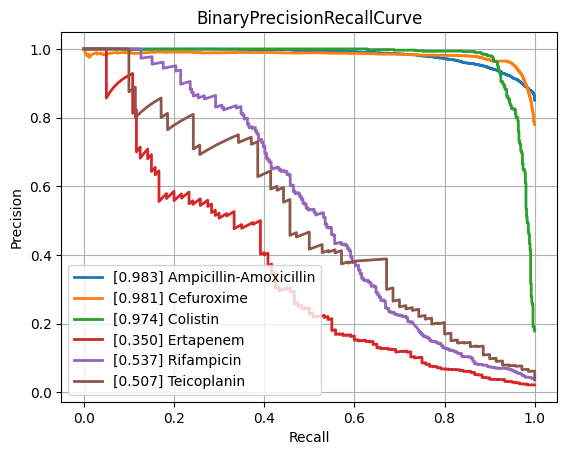 BinaryPrecisionRecallCurve
Precision
1.0
0.8
0.6
0.4
0.2
0.0
[0.983] Ampicillin-Amoxicillin
[0.981] Cefuroxime
[0.974] Colistin
[0.350] Ertapenem
[0.537] Rifampicin
[0.507] Teicoplanin
0.0 0.2 0.4 0.6 0.8 1.0
Recall